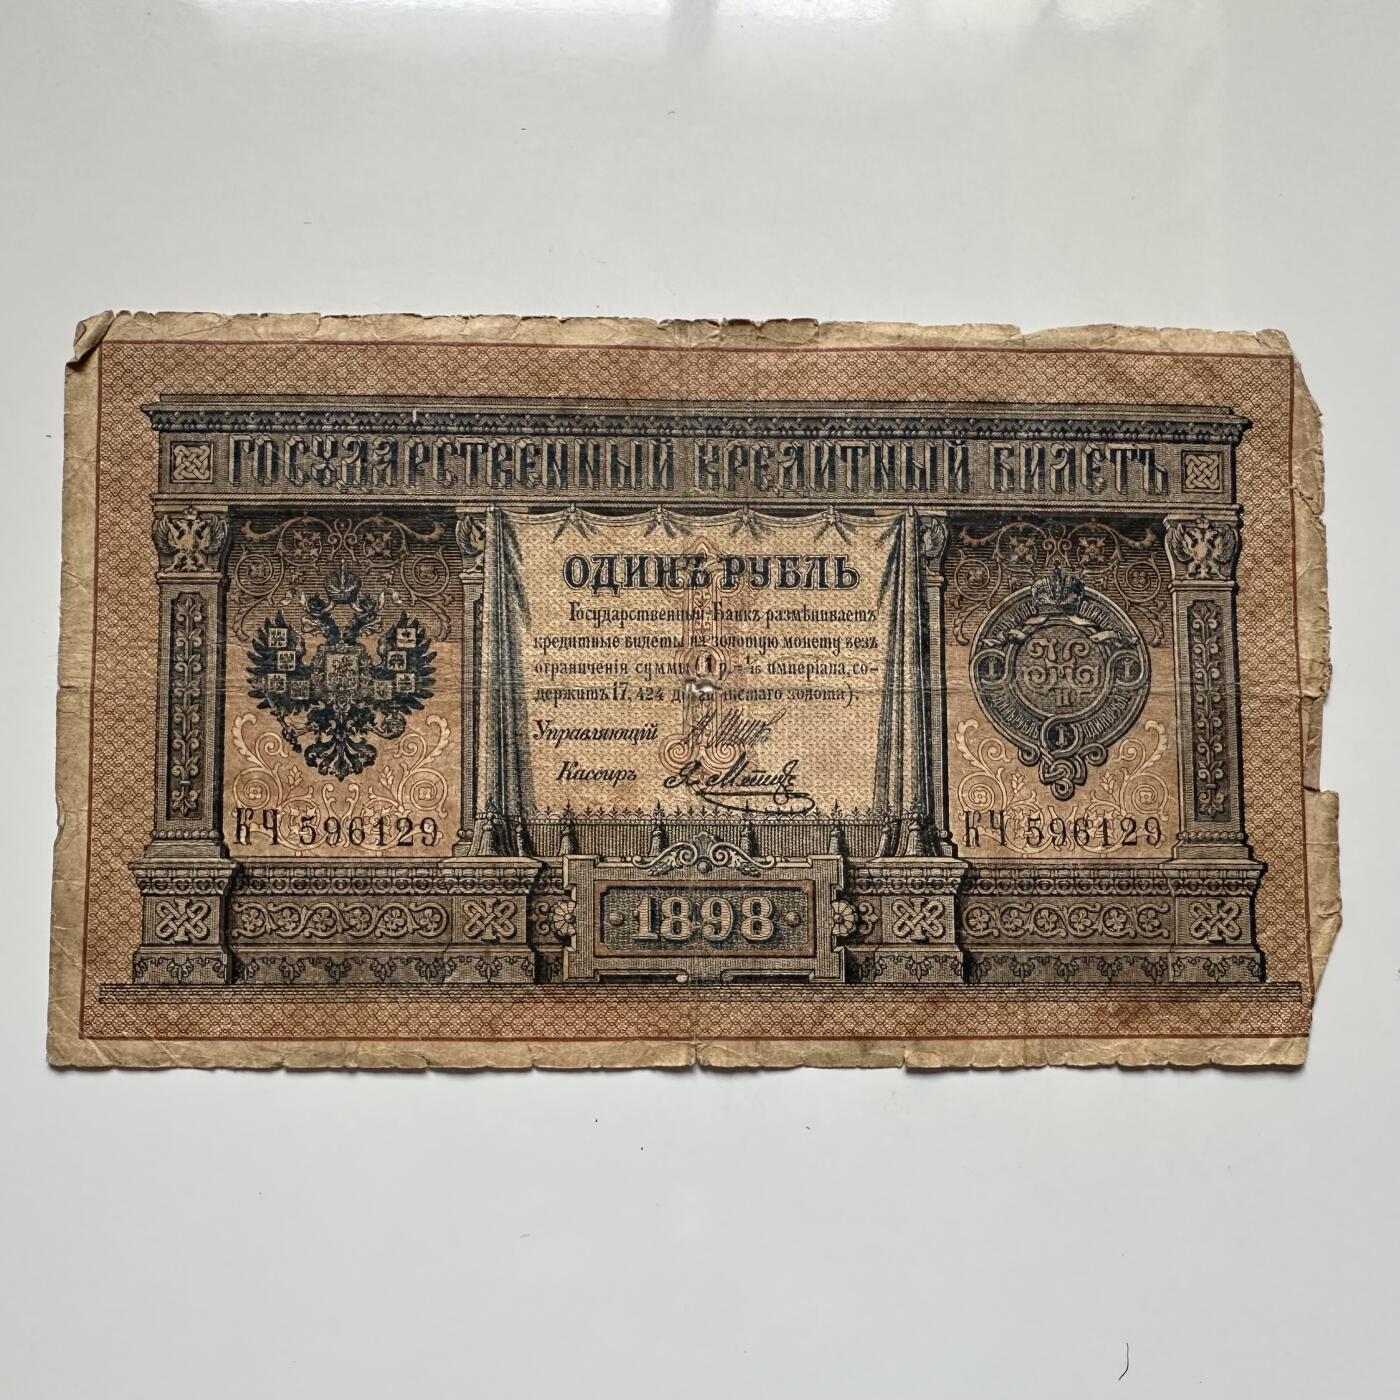 ГОСУДАРСТВЕННЫЙ КРЕДИТНЫЙ БИЛЕТЪ
ОДИНЪ РУБЛЬ
Государственный Банкъ размѣниваетъ
кредитные билеты на золотую монету безъ
ограниченія суммы (1 р.= 1/15 имперіала, со-
держитъ 17,424 долей чистаго золота).
Управляющій
Кассиръ
КЧ 596129
КЧ 596129
1898